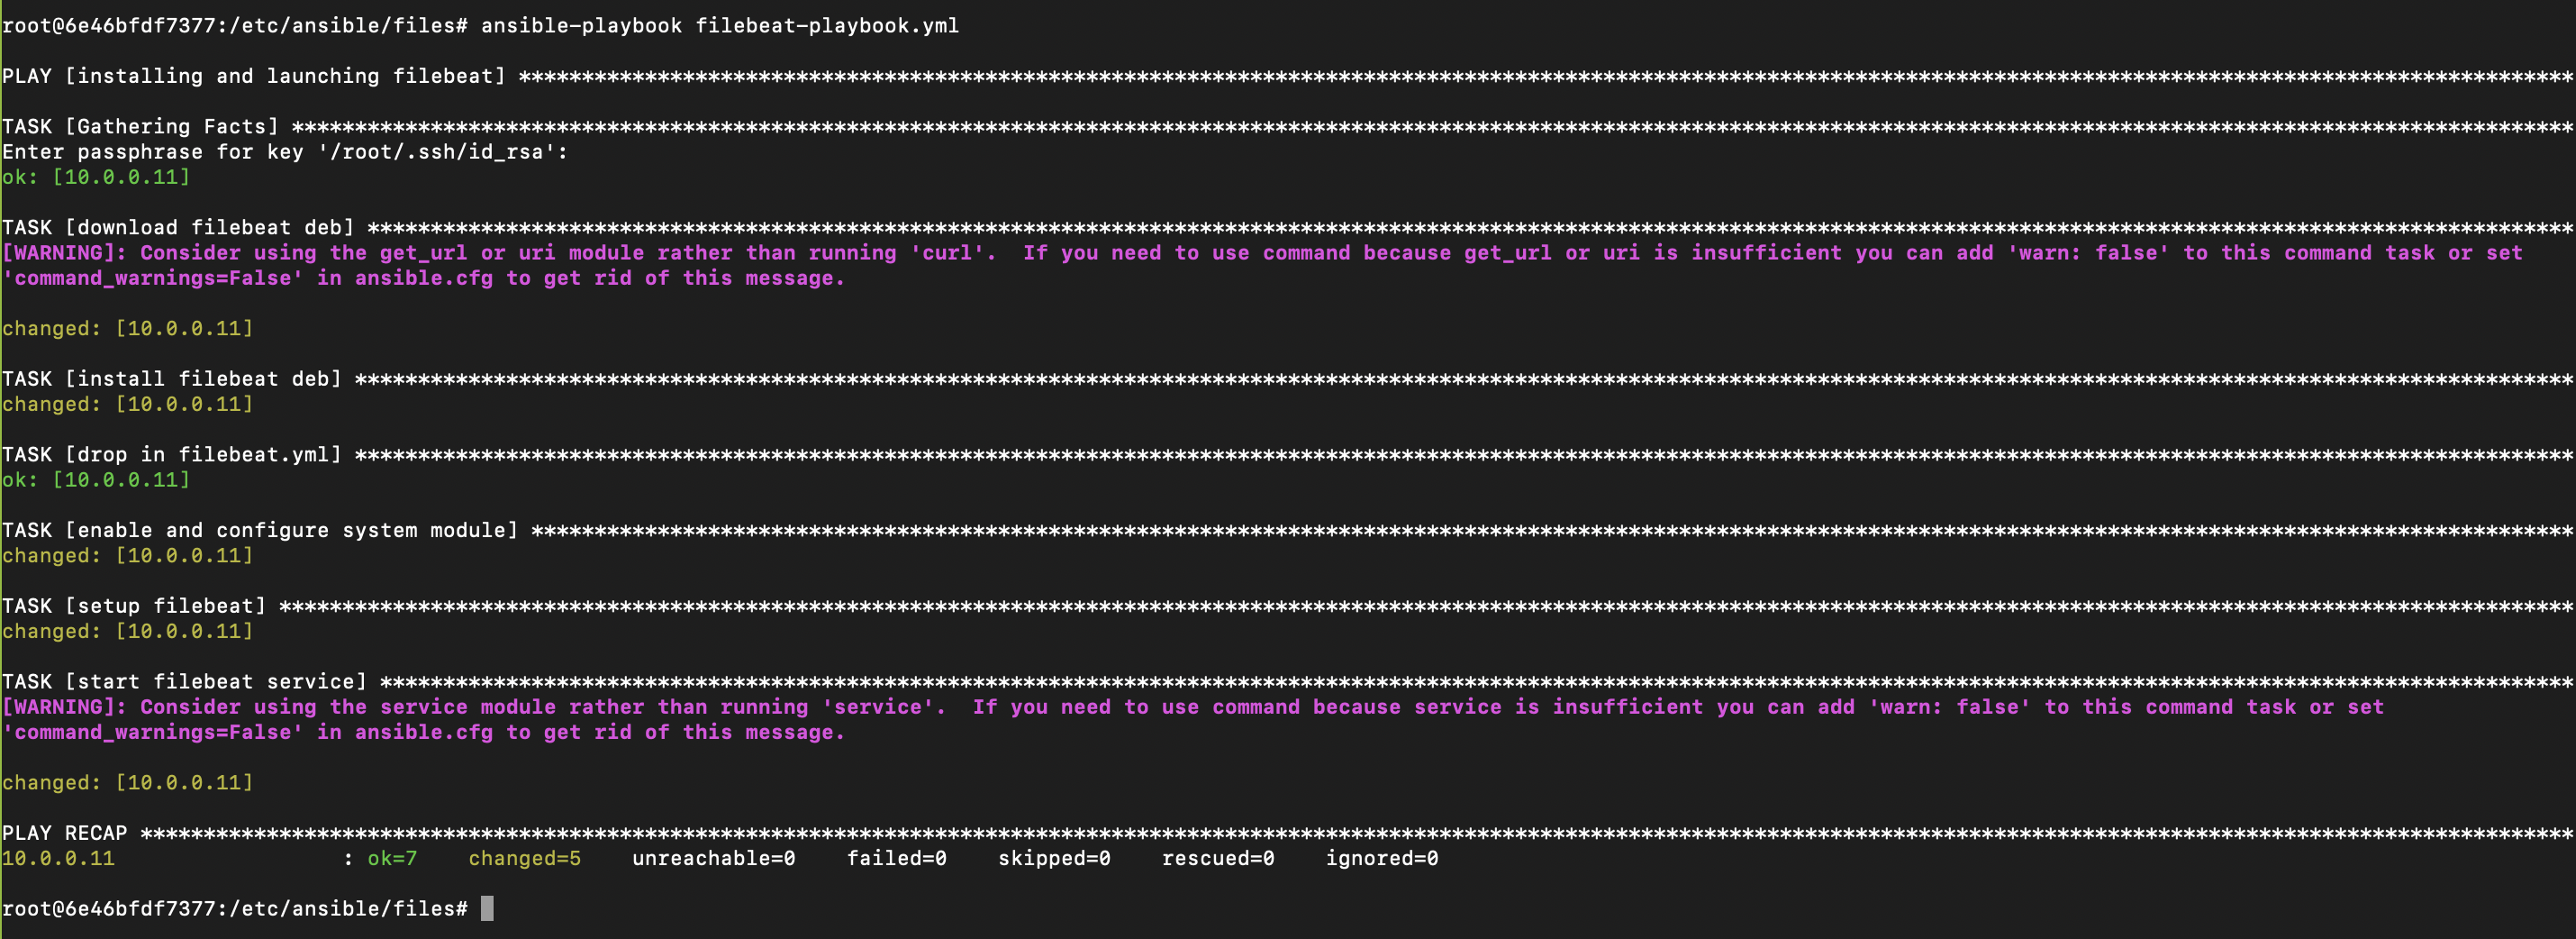 root@6e46bfdf7377:/etc/ansible/files# ansible-playbook filebeat-playbook.yml
PLAY [installing and launching filebeat] ***********************************************************************************************************************************************************************
TASK [Gathering Facts] *****************************************************************************************************************************************************************************************
Enter passphrase for key '/root/.ssh/id_rsa':
ok: [10.0.0.11]
TASK [download filebeat deb] ***********************************************************************************************************************************************************************************
[WARNING]: Consider using the get_url or uri module rather than running 'curl'.  If you need to use command because get_url or uri is insufficient you can add 'warn: false' to this command task or set
'command_warnings=False' in ansible.cfg to get rid of this message.
changed: [10.0.0.11]
TASK [install filebeat deb] ************************************************************************************************************************************************************************************
changed: [10.0.0.11]
TASK [drop in filebeat.yml] ************************************************************************************************************************************************************************************
ok: [10.0.0.11]
TASK [enable and configure system module] **********************************************************************************************************************************************************************
changed: [10.0.0.11]
TASK [setup filebeat] ******************************************************************************************************************************************************************************************
changed: [10.0.0.11]
TASK [start filebeat service] **********************************************************************************************************************************************************************************
[WARNING]: Consider using the service module rather than running 'service'.  If you need to use command because service is insufficient you can add 'warn: false' to this command task or set
'command_warnings=False' in ansible.cfg to get rid of this message.
changed: [10.0.0.11]
PLAY RECAP *****************************************************************************************************************************************************************************************************
10.0.0.11                  : ok=7    changed=5    unreachable=0    failed=0    skipped=0    rescued=0    ignored=0
root@6e46bfdf7377:/etc/ansible/files#